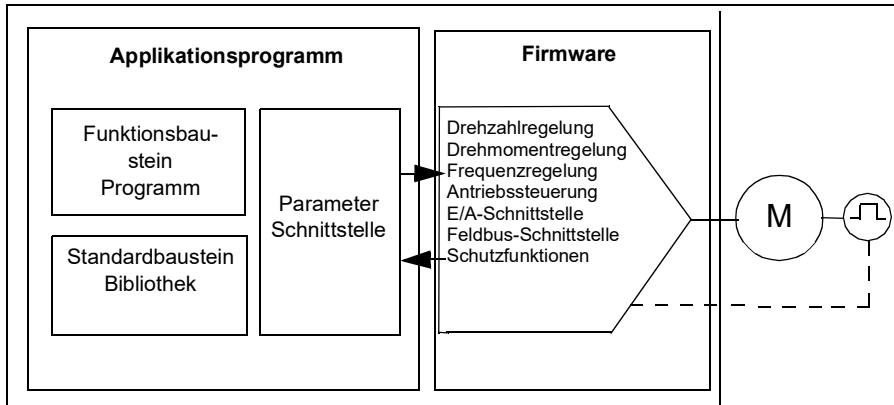 Applikationsprogramm
Funktionsbau-
stein
Programm
Standardbaustein
Bibliothek
Parameter
Schnittstelle
Firmware
Drehzahlregelung
Drehmomentregelung
Frequenzregelung
Antriebssteuerung
E/A-Schnittstelle
Feldbus-Schnittstelle
Schutzfunktionen
M